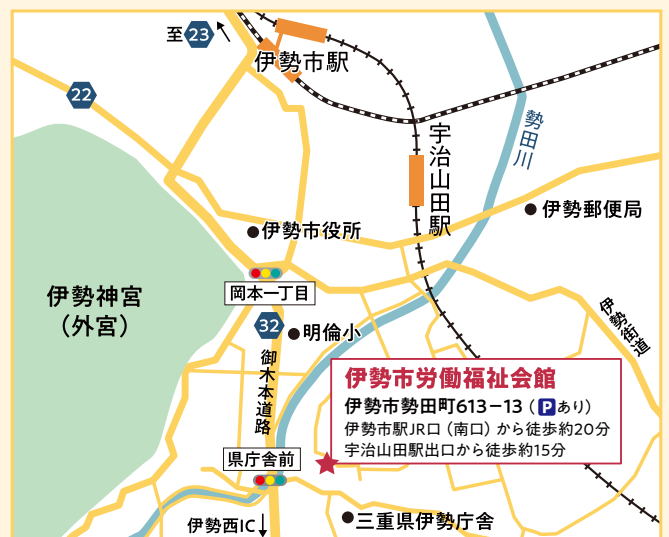 至23
伊勢市駅
22
宇治山田駅
勢田川
伊勢郵便局
伊勢市役所
岡本一丁目
伊勢神宮
（外宮）
32
明倫小
伊勢街道
御木本道路
伊勢市労働福祉会館
伊勢市勢田町613−13（Pあり）
伊勢市駅JR口（南口）から徒歩約20分
宇治山田駅出口から徒歩約15分
県庁舎前
伊勢西IC↓
三重県伊勢庁舎